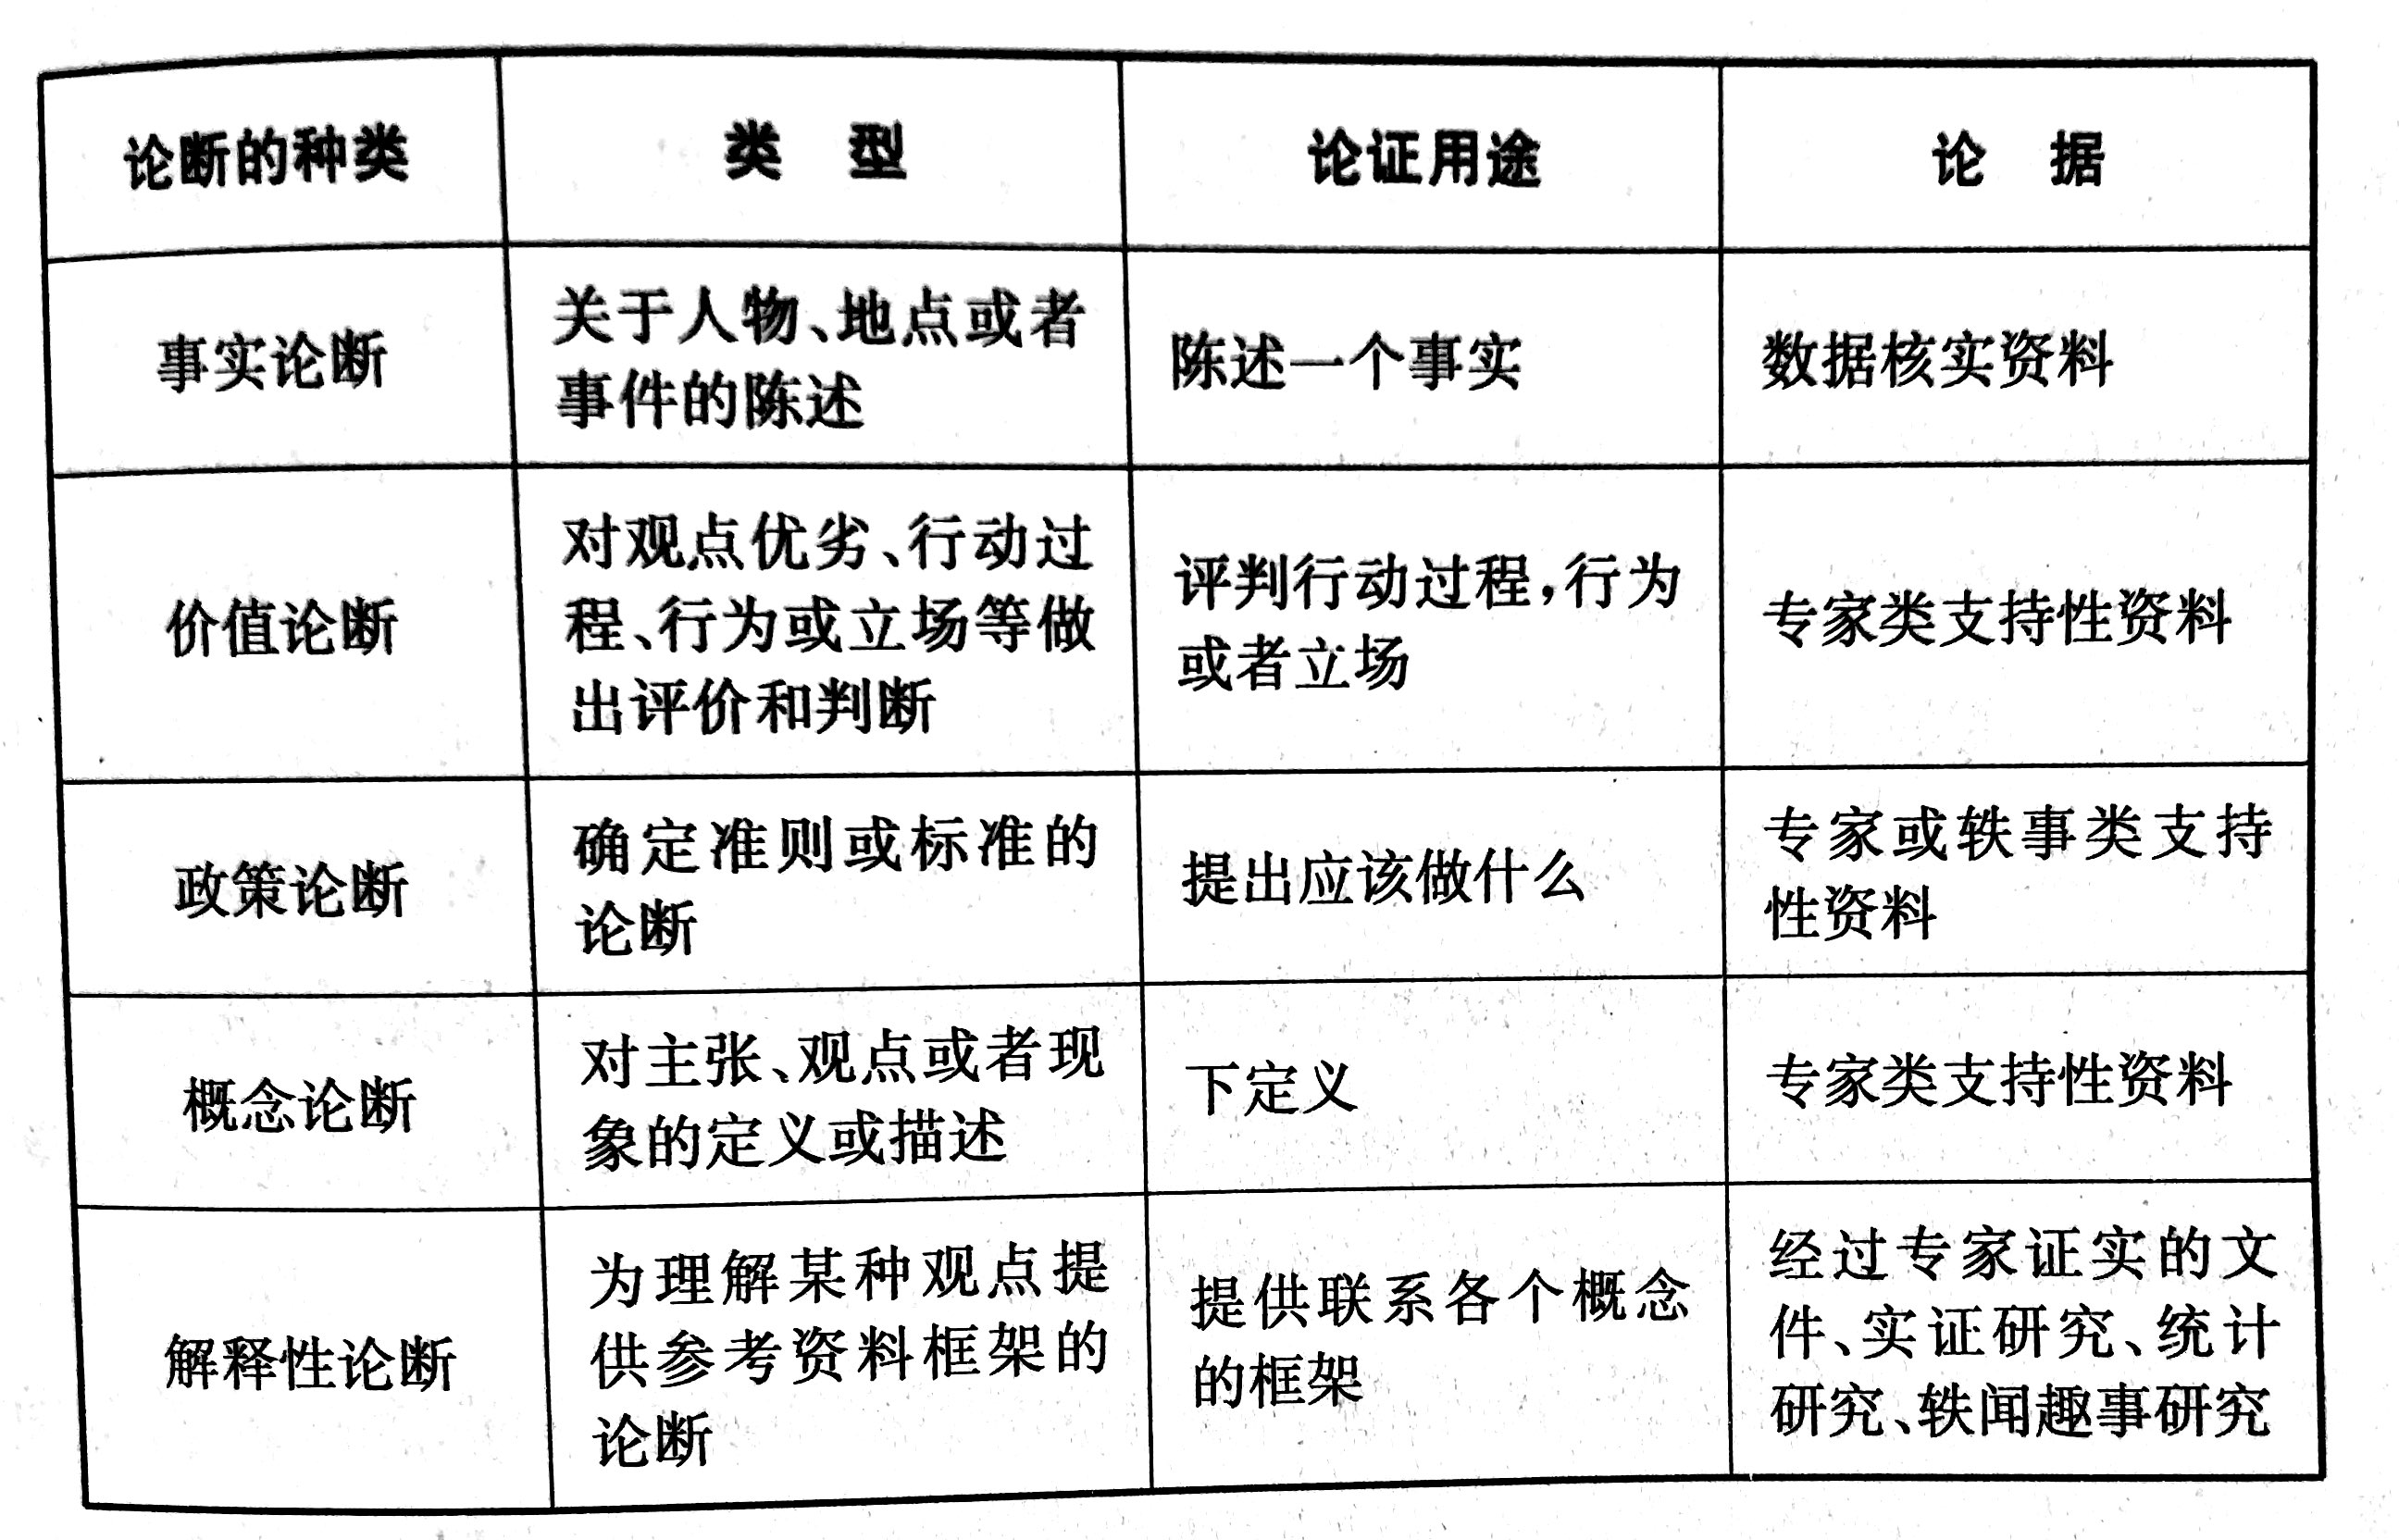 论断的种类
类 型
论证用途
论 据
事实论断
关于人物、地点或者
事件的陈述
陈述一个事实
数据核实资料
价值论断
对观点优劣、行动过
程、行为或立场等做
出评价和判断
评判行动过程,行为
或者立场
专家类支持性资料
政策论断
确定准则或标准的
论断
提出应该做什么
专家或轶事类支持
性资料
概念论断
对主张、观点或者现
象的定义或描述
下定义
专家类支持性资料
解释性论断
为理解某种观点提
供参考资料框架的
论断
提供联系各个概念
的框架
经过专家证实的文
件、实证研究、统计
研究、轶闻趣事研究